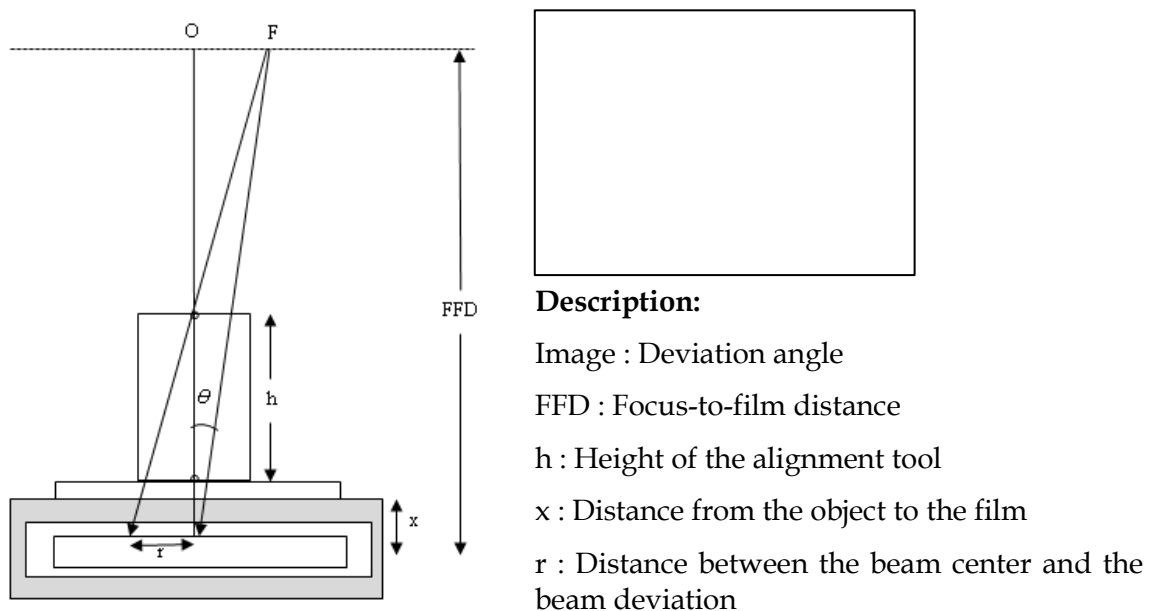 O F
FFD
θ h
x
r
Description:
Image : Deviation angle
FFD : Focus-to-film distance
h : Height of the alignment tool
x : Distance from the object to the film
r : Distance between the beam center and the
beam deviation